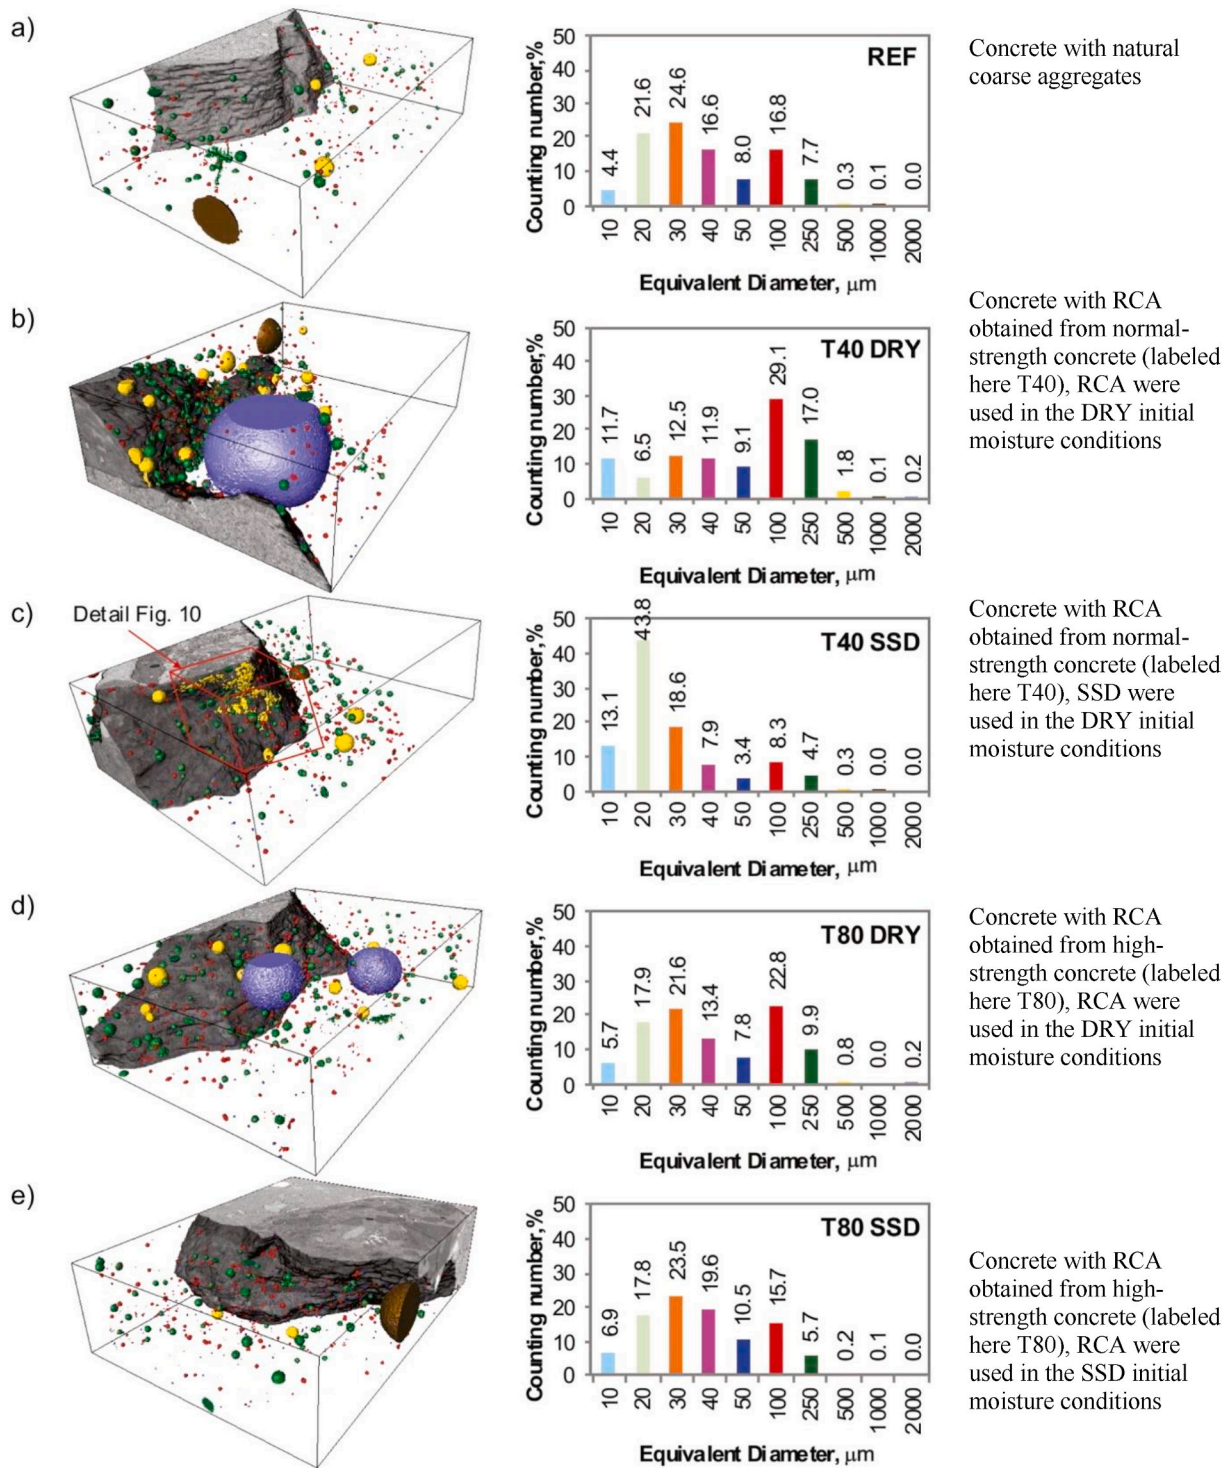 a)
50
40
30
20
10
0
Counting number,%
REF
4.4
21.6
24.6
16.6
8.0
16.8
7.7
0.3
0.1
0.0
10
20
30
40
50
100
250
500
1000
2000
Equivalent Diameter, μm
Concrete with natural
coarse aggregates
b)
50
40
30
20
10
0
Counting number,%
T40 DRY
11.7
6.5
12.5
11.9
9.1
29.1
17.0
1.8
0.1
0.2
10
20
30
40
50
100
250
500
1000
2000
Equivalent Diameter, μm
Concrete with RCA
obtained from normal-
strength concrete (labeled
here T40), RCA were
used in the DRY initial
moisture conditions
c)
Detail Fig. 10
50
40
30
20
10
0
Counting number,%
T40 SSD
13.1
43.8
18.6
7.9
3.4
8.3
4.7
0.3
0.0
0.0
10
20
30
40
50
100
250
500
1000
2000
Equivalent Diameter, μm
Concrete with RCA
obtained from normal-
strength concrete (labeled
here T40), SSD were
used in the DRY initial
moisture conditions
d)
50
40
30
20
10
0
Counting number,%
T80 DRY
5.7
17.9
21.6
13.4
7.8
22.8
9.9
0.8
0.0
0.2
10
20
30
40
50
100
250
500
1000
2000
Equivalent Diameter, μm
Concrete with RCA
obtained from high-
strength concrete (labeled
here T80), RCA were
used in the DRY initial
moisture conditions
e)
50
40
30
20
10
0
Counting number,%
T80 SSD
6.9
17.8
23.5
19.6
10.5
15.7
5.7
0.2
0.1
0.0
10
20
30
40
50
100
250
500
1000
2000
Equivalent Diameter, μm
Concrete with RCA
obtained from high-
strength concrete (labeled
here T80), RCA were
used in the SSD initial
moisture conditions